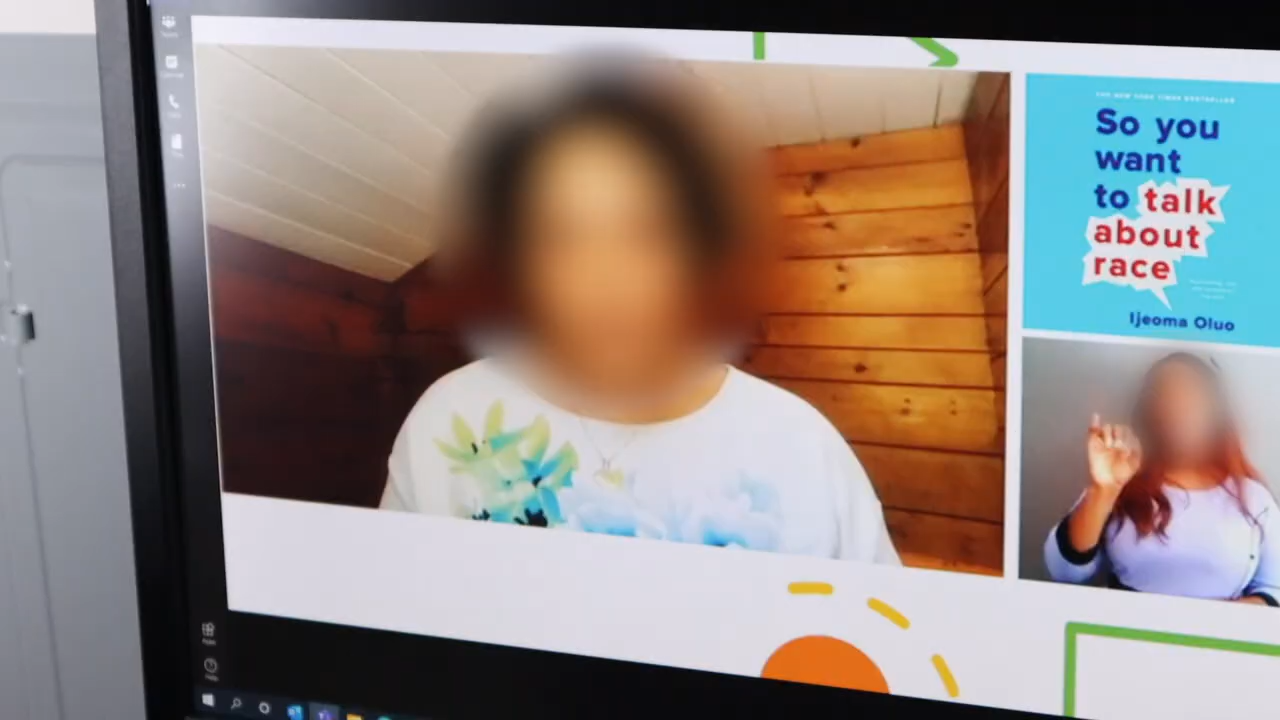 THE NEW YORK TIMES BESTSELLER
So you
want
to talk
about
race
Ijeoma Oluo